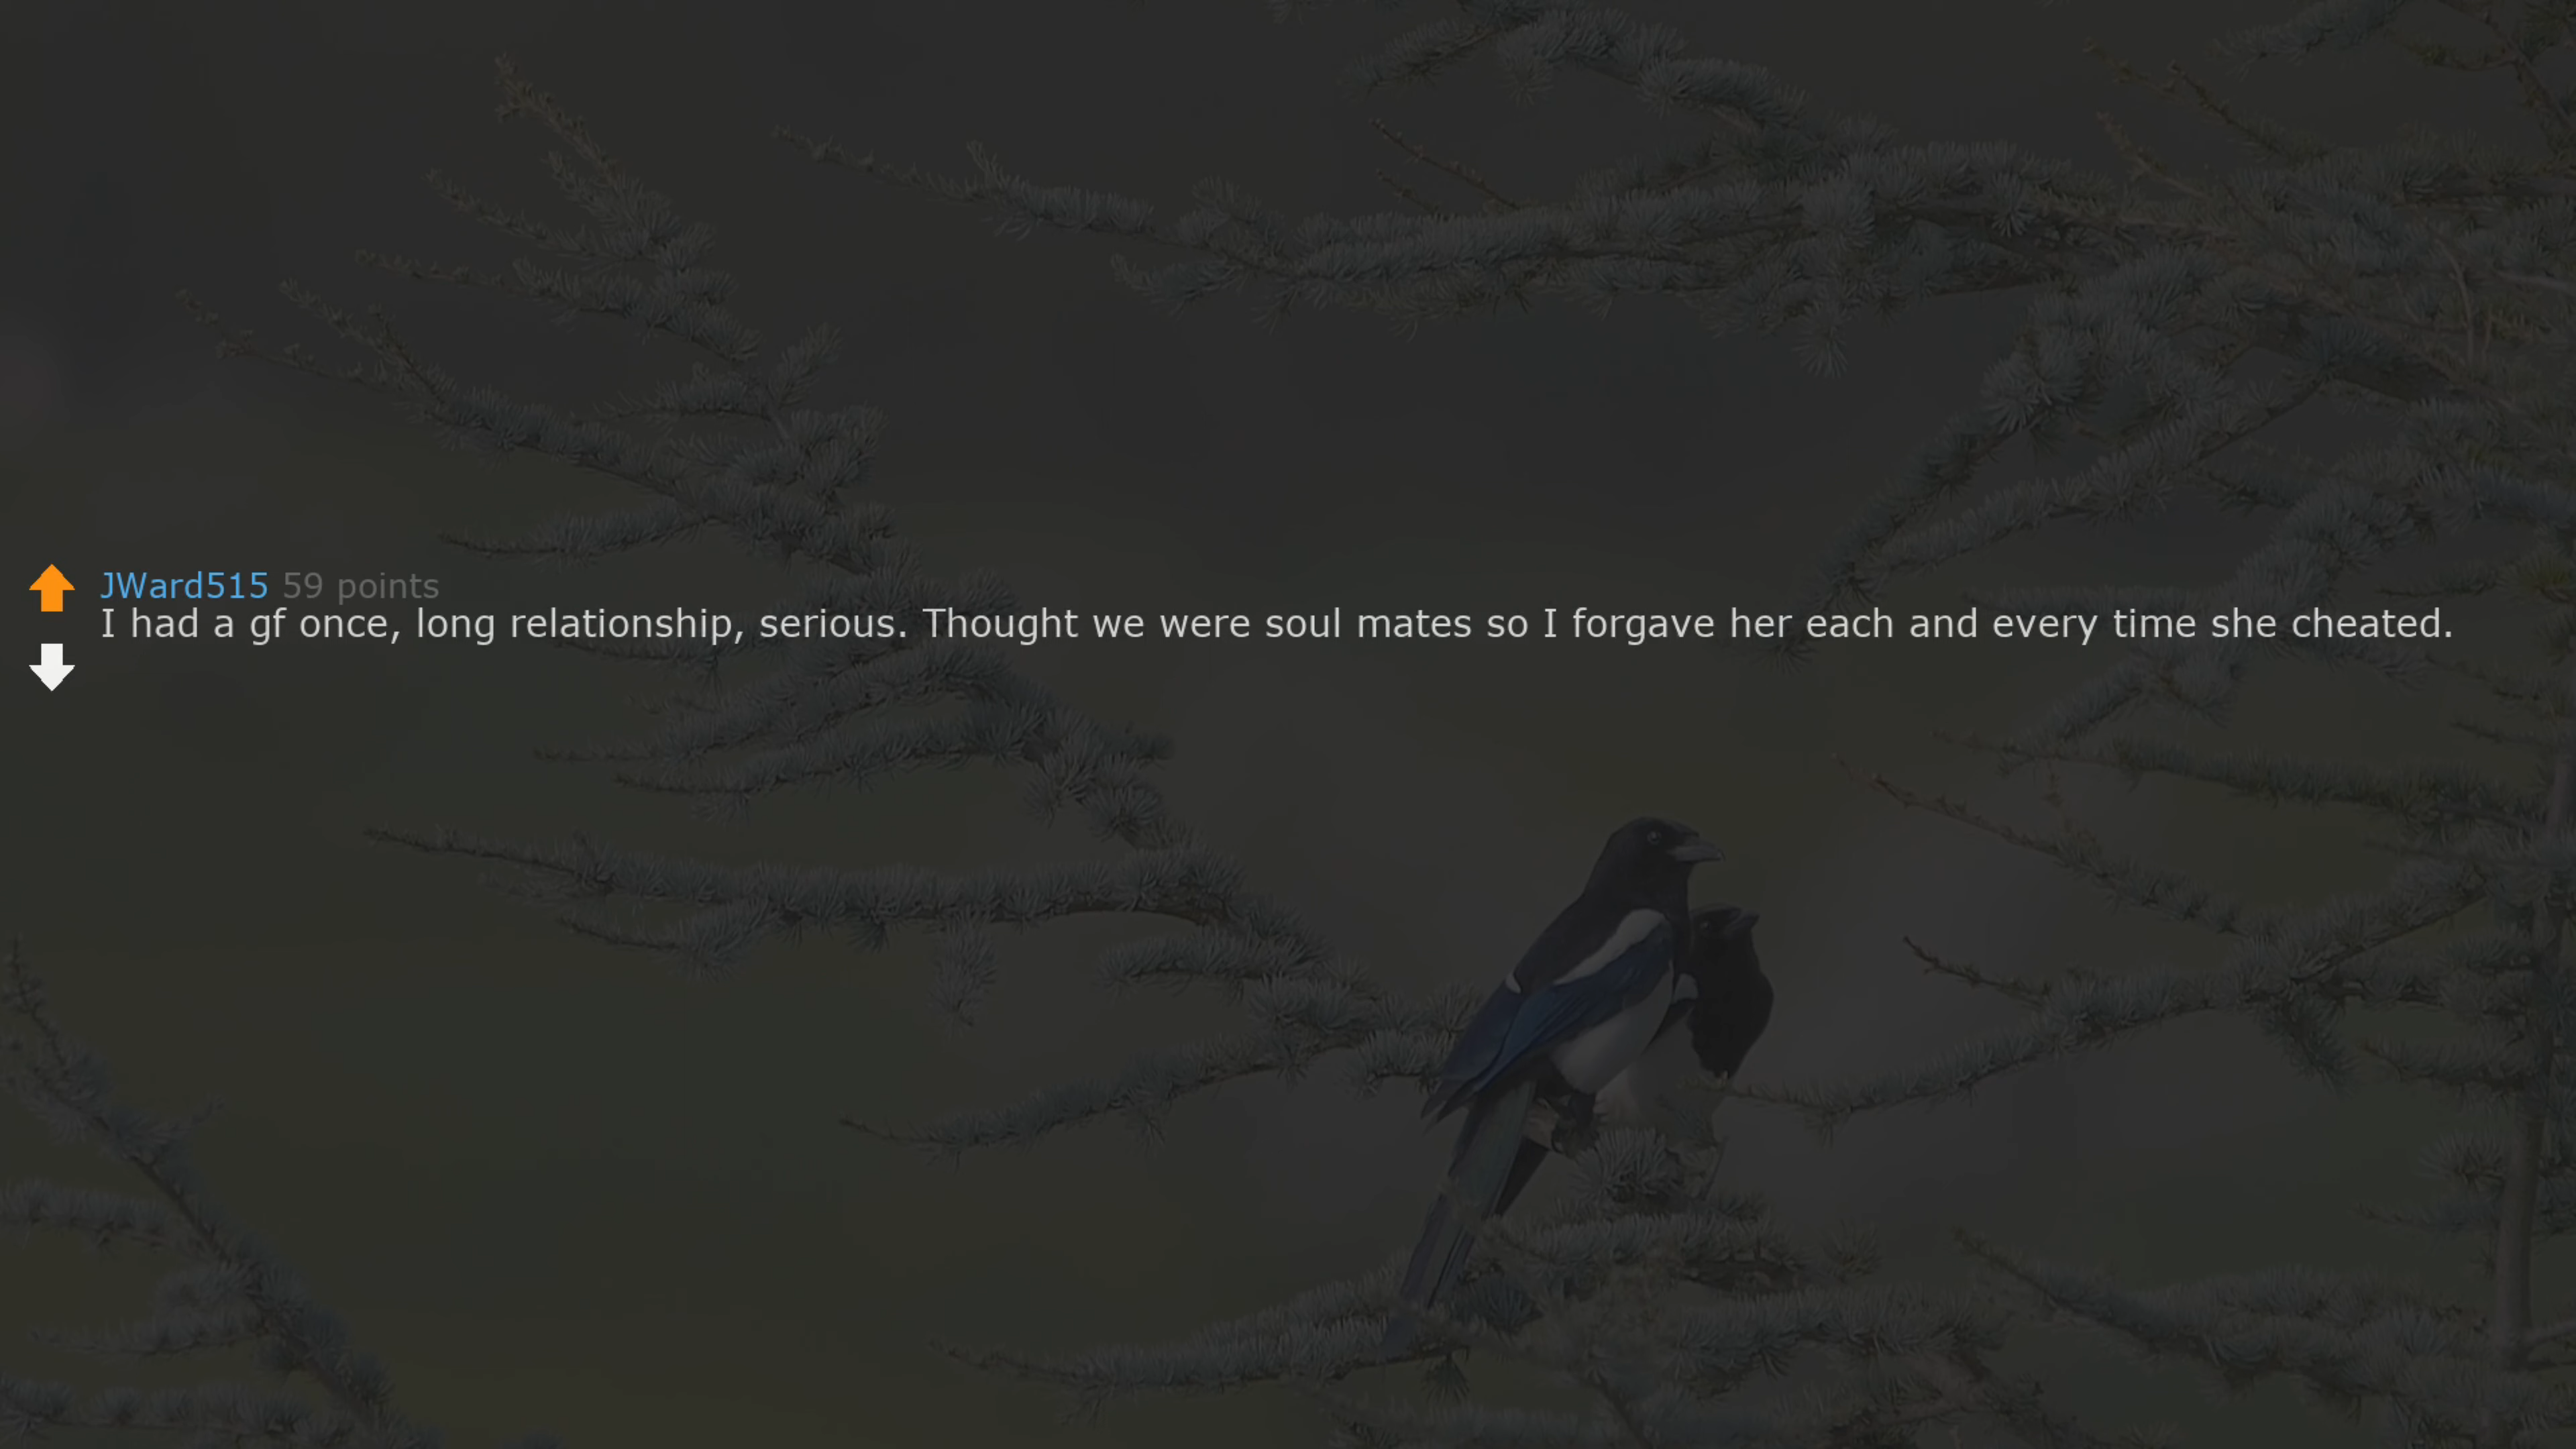 JWard515 59 points
I had a gf once, long relationship, serious. Thought we were soul mates so I forgave her each and every time she cheated.